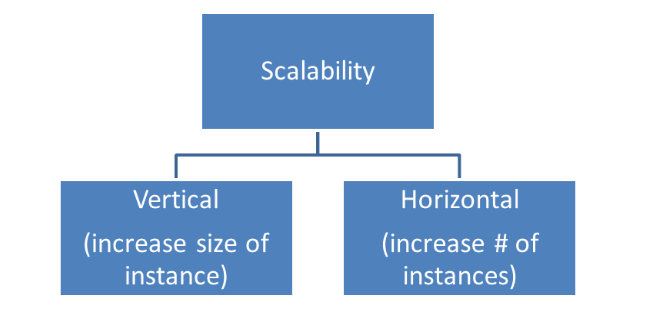 Scalability
Vertical
(increase size of
instance)
Horizontal
(increase # of
instances)